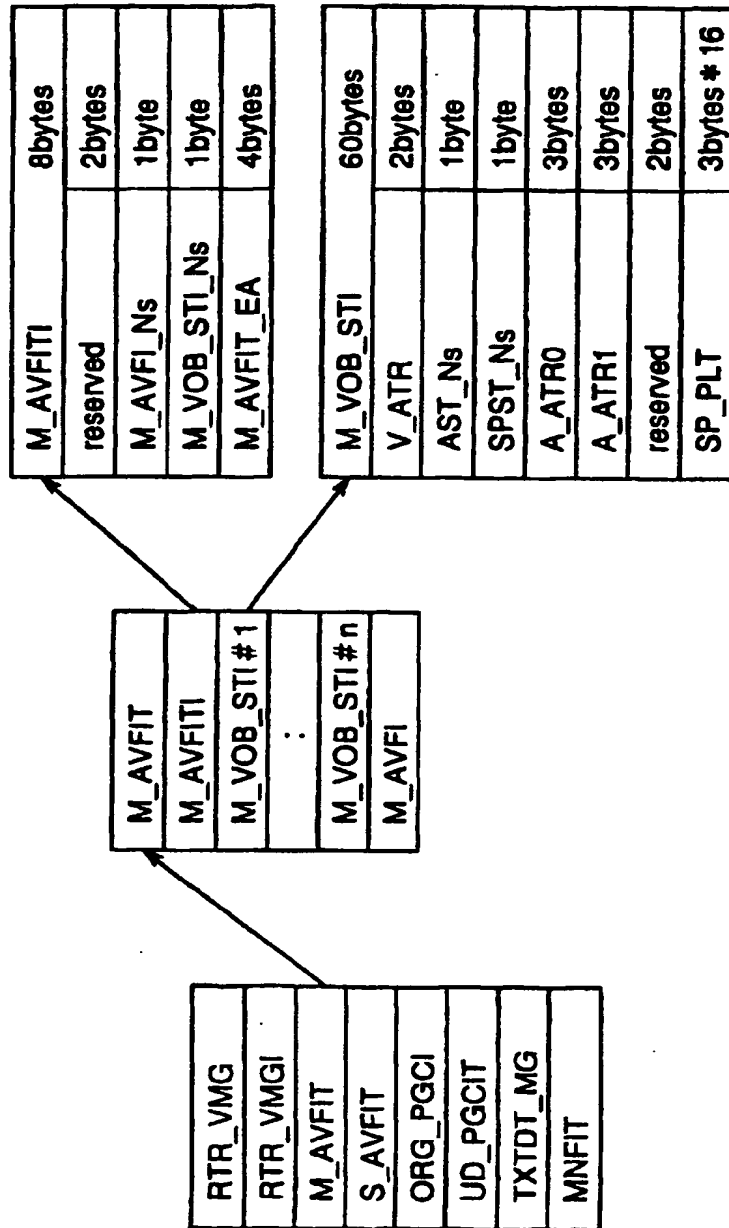 RTR_VMG
RTR_VMGI
M_AVFIT
S_AVFIT
ORG_PGCI
UD_PGCIT
TXTDT_MG
MNFIT
M_AVFIT
M_AVFITI
M_VOB_STI#1
:
M_VOB_STI#n
M_AVFI
M_AVFITI 8bytes
reserved 2bytes
M_AVFI_Ns 1byte
M_VOB_STI_Ns 1byte
M_AVFIT_EA 4bytes
M_VOB_STI 60bytes
V_ATR 2bytes
AST_Ns 1byte
SPST_Ns 1byte
A_ATR0 3bytes
A_ATR1 3bytes
reserved 2bytes
SP_PLT 3bytes*16